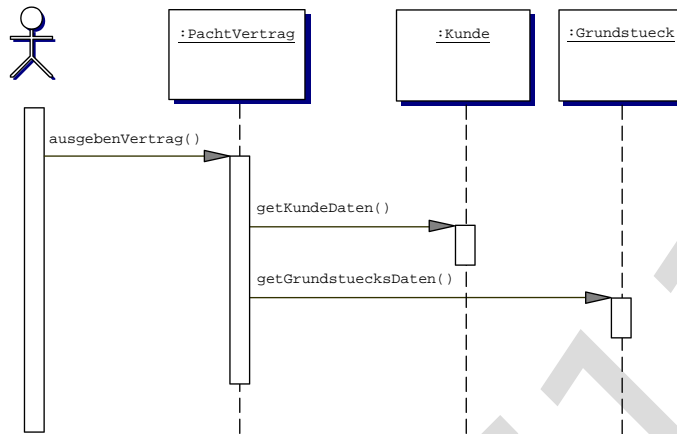 :PachtVertrag
:Kunde
:Grundstueck
ausgebenVertrag()
getKundeDaten()
getGrundstuecksDaten()